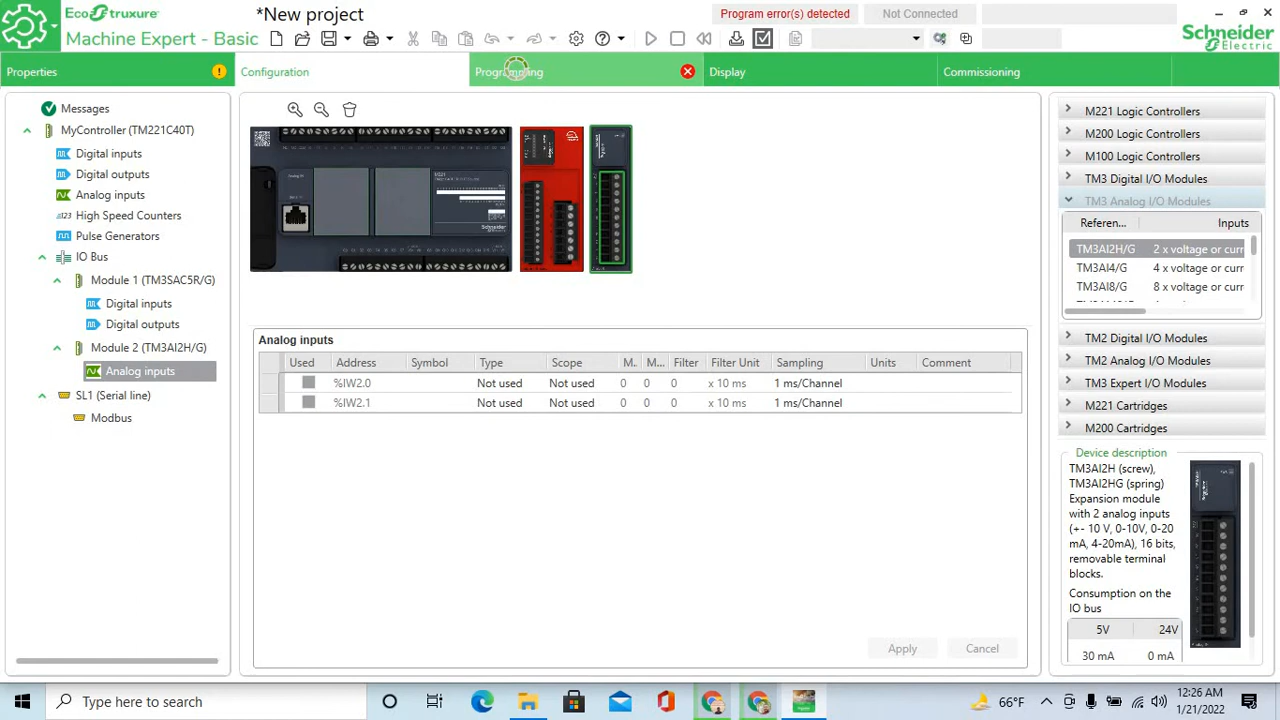 EcoStruxure
Machine Expert - Basic
*New project
Program error(s) detected
Not Connected
Schneider
Electric
Properties
Configuration
Programming
Display
Commissioning
Messages
MyController (TM221C40T)
Digital inputs
Digital outputs
Analog inputs
High Speed Counters
Pulse Generators
IO Bus
Module 1 (TM3SAC5R/G)
Digital inputs
Digital outputs
Module 2 (TM3AI2H/G)
Analog inputs
SL1 (Serial line)
Modbus
Analog inputs
Used Address Symbol Type Scope M. M... Filter Filter Unit Sampling Units Comment
%IW2.0 Not used Not used 0 0 0 x 10 ms 1 ms/Channel
%IW2.1 Not used Not used 0 0 0 x 10 ms 1 ms/Channel
Apply Cancel
M221 Logic Controllers
M200 Logic Controllers
M100 Logic Controllers
TM3 Digital I/O Modules
TM3 Analog I/O Modules
Referen... Inputs
TM3AI2H/G 2 x voltage or curr
TM3AI4/G 4 x voltage or curr
TM3AI8/G 8 x voltage or curr
TM2 Digital I/O Modules
TM2 Analog I/O Modules
TM3 Expert I/O Modules
M221 Cartridges
M200 Cartridges
Device description
TM3AI2H (screw),
TM3AI2HG (spring)
Expansion module
with 2 analog inputs
(+- 10 V, 0-10V, 0-20
mA, 4-20mA), 16 bits,
removable terminal
blocks.
Consumption on the
IO bus
5V 24V
30 mA 0 mA
Type here to search
66°F
12:26 AM
1/21/2022